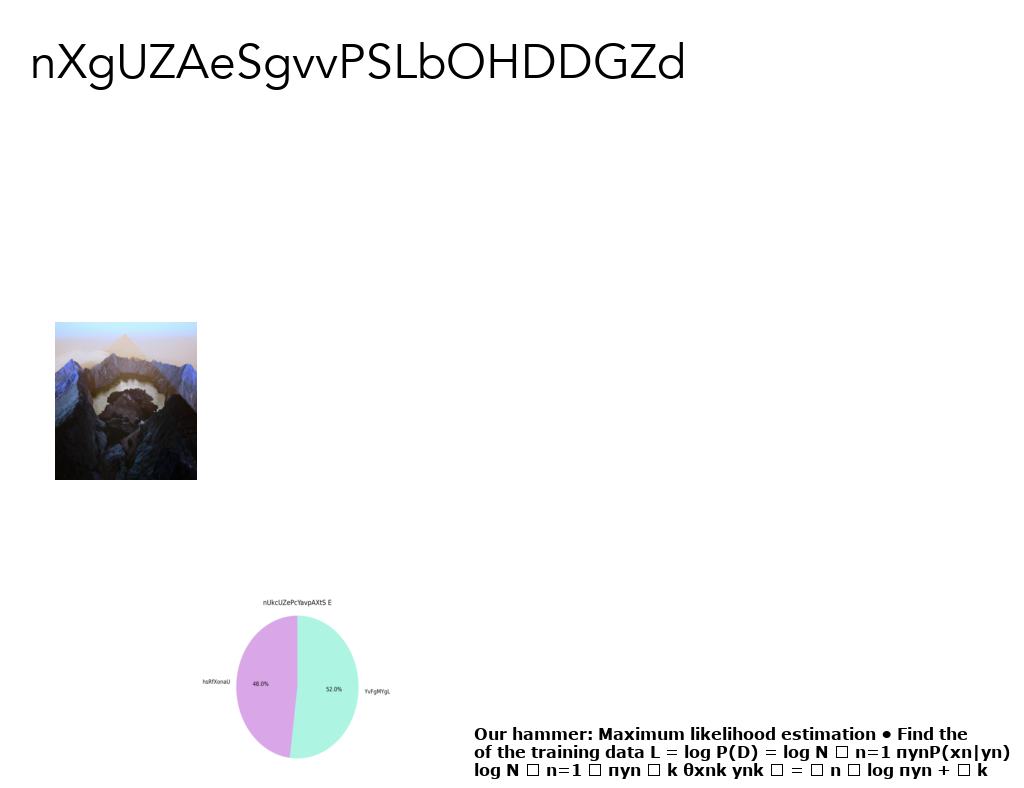 nXgUZAeSgvvPSLbOHDDGZd
nUkcUZePcYavpAXtS E
hsRfXonaU
48.0%
52.0%
YvFgMYgL
Our hammer: Maximum likelihood estimation • Find the
of the training data L = log P(D) = log N □ n=1 πynP(xn|yn)
log N □ n=1 □ πyn □ k θxnk ynk □ = □ n □ log πyn + □ k